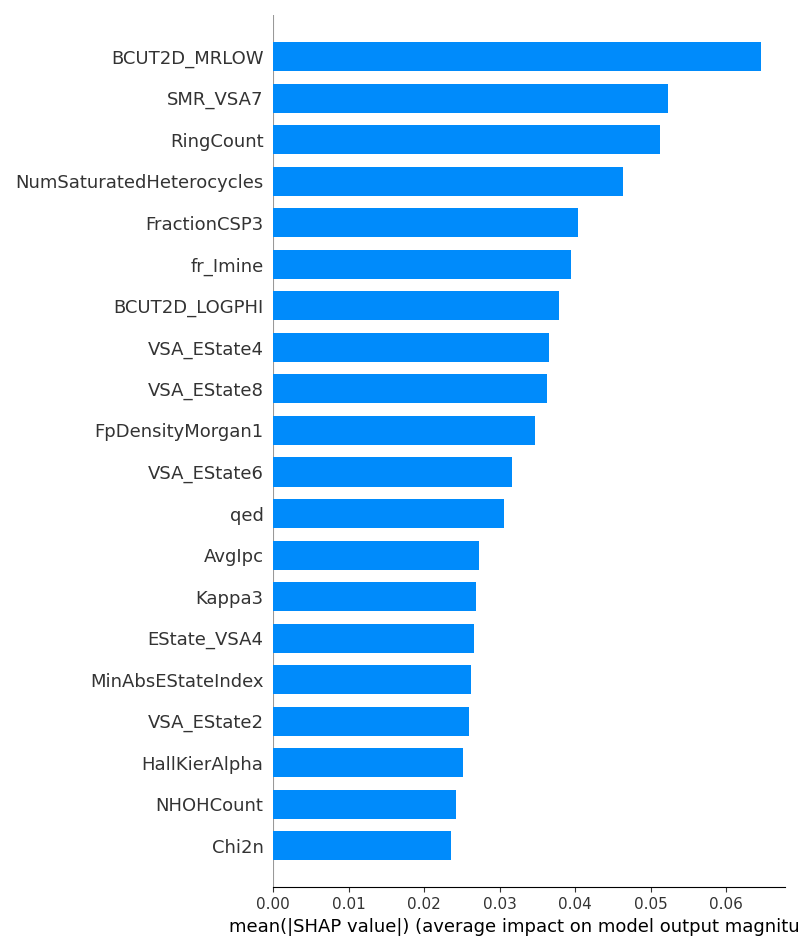 BCUT2D_MRLOW
SMR_VSA7
RingCount
NumSaturatedHeterocycles
FractionCSP3
fr_Imine
BCUT2D_LOGPHI
VSA_EState4
VSA_EState8
FpDensityMorgan1
VSA_EState6
qed
AvgIpc
Kappa3
EState_VSA4
MinAbsEStateIndex
VSA_EState2
HallKierAlpha
NHOHCount
Chi2n
0.00 0.01 0.02 0.03 0.04 0.05 0.06
mean(|SHAP value|) (average impact on model output magnitu